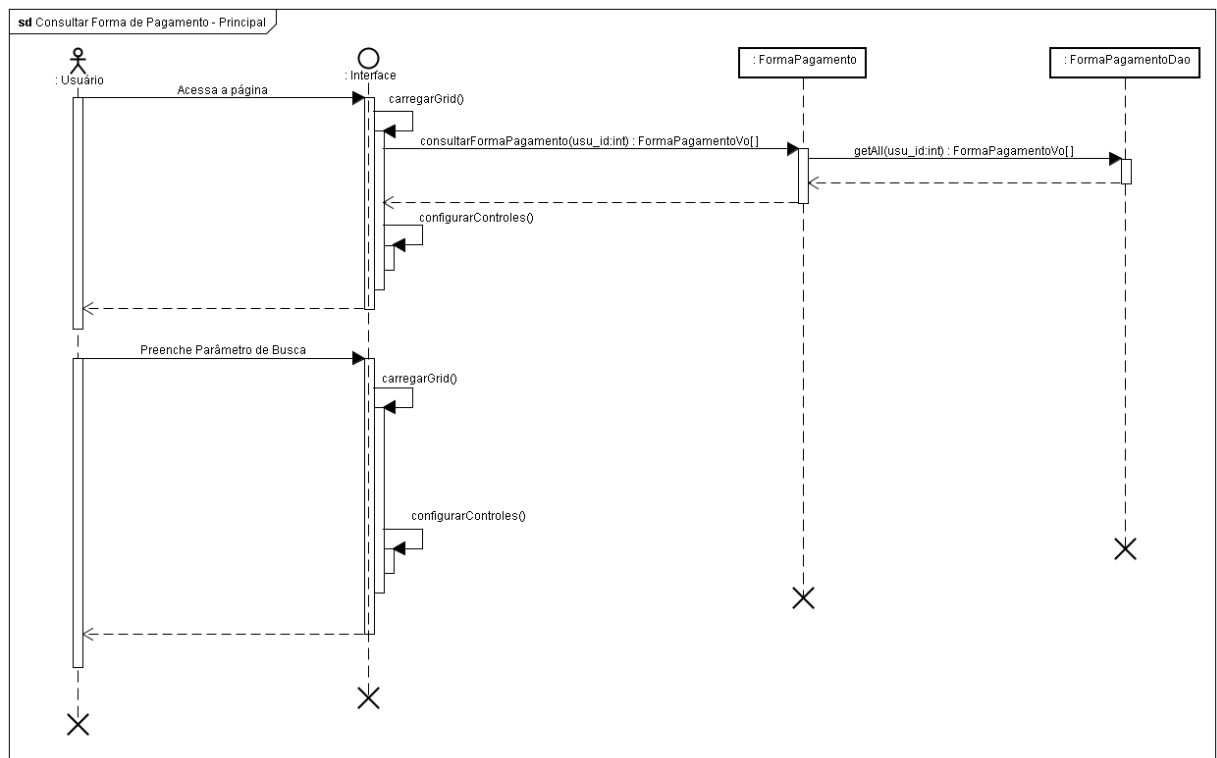 sd Consultar Forma de Pagamento - Principal
: Usuário
: Interface
: FormaPagamento
: FormaPagamentoDao
Acessa a página
carregarGrid()
consultarFormaPagamento(usu_id:int) : FormaPagamentoVo[ ]
getAll(usu_id:int) : FormaPagamentoVo[ ]
configurarControles()
Preenche Parâmetro de Busca
carregarGrid()
configurarControles()